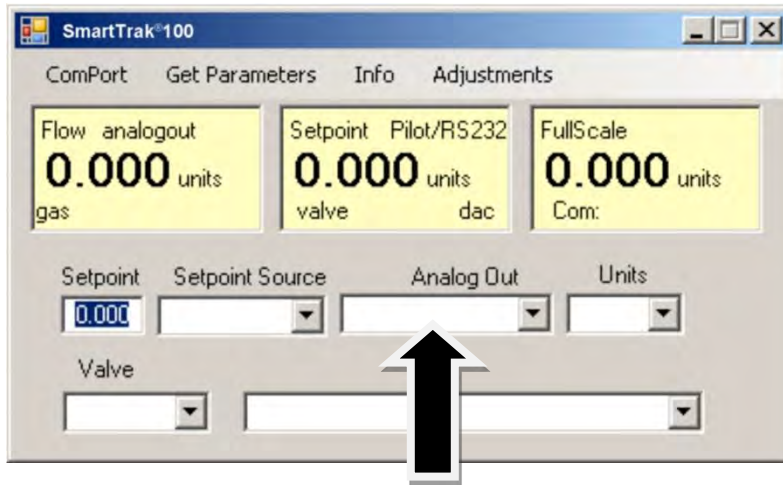 SmartTrak®100
ComPort Get Parameters Info Adjustments
Flow analogout
0.000 units
gas
Setpoint Pilot/RS232
0.000 units
valve dac
FullScale
0.000 units
Com:
Setpoint Setpoint Source Analog Out Units
0.000
Valve